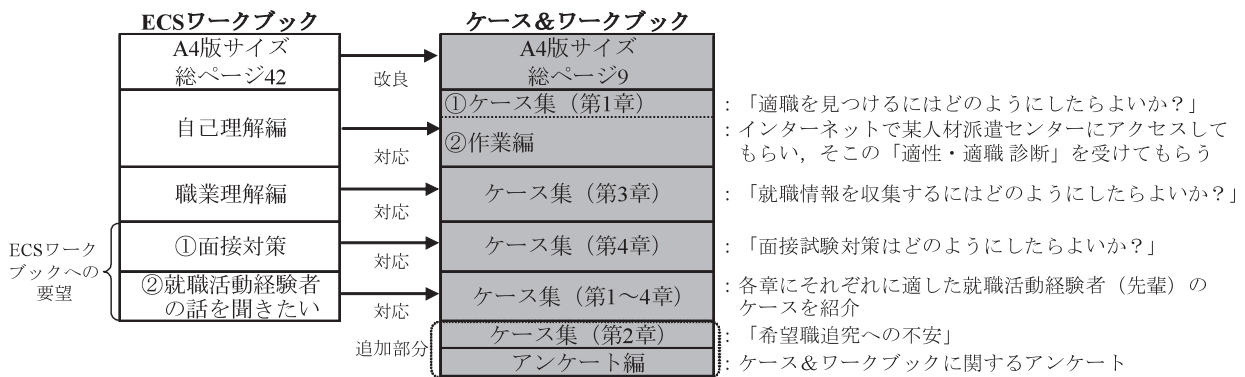 ECSワークブック
ケース&ワークブック
A4版サイズ
総ページ42
改良
A4版サイズ
総ページ9
自己理解編
対応
①ケース集(第1章)
:「適職を見つけるにはどのようにしたらよいか?」
②作業編
:インターネットで某人材派遣センターにアクセスして
もらい,そこの「適性・適職 診断」を受けてもらう
職業理解編
対応
ケース集(第3章)
:「就職情報を収集するにはどのようにしたらよいか?」
ECSワーク
ブックへの
要望
①面接対策
対応
ケース集(第4章)
:「面接試験対策はどのようにしたらよいか?」
②就職活動経験者
の話を聞きたい
対応
ケース集(第1~4章)
:各章にそれぞれに適した就職活動経験者(先輩)の
ケースを紹介
追加部分
ケース集(第2章)
:「希望職追究への不安」
アンケート編
:ケース&ワークブックに関するアンケート